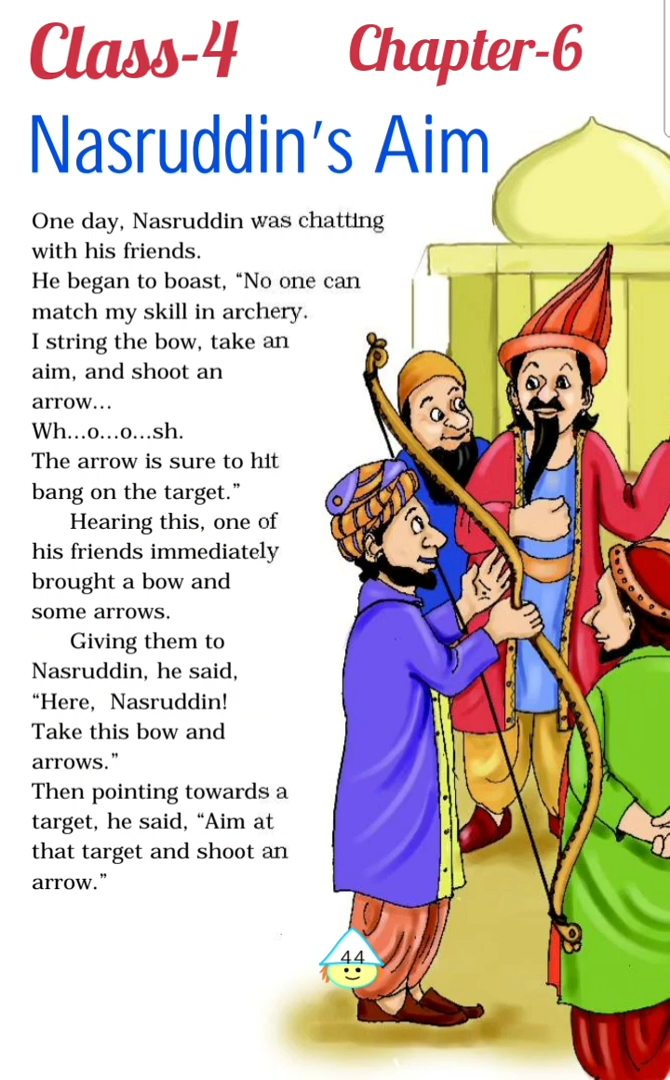 Class-4 Chapter-6
Nasruddin's Aim
One day, Nasruddin was chatting
with his friends.
He began to boast, “No one can
match my skill in archery.
I string the bow, take an
aim, and shoot an
arrow...
Wh...o...o...sh.
The arrow is sure to hit
bang on the target.”
Hearing this, one of
his friends immediately
brought a bow and
some arrows.
Giving them to
Nasruddin, he said,
“Here, Nasruddin!
Take this bow and
arrows.”
Then pointing towards a
target, he said, “Aim at
that target and shoot an
arrow.”
44